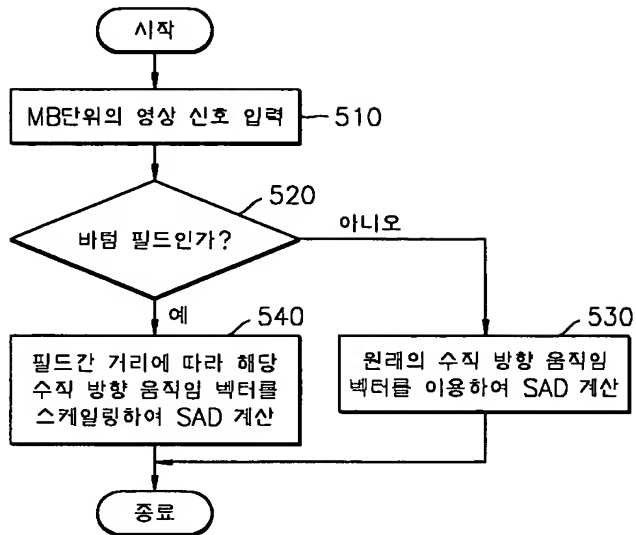 시작
MB단위의 영상 신호 입력
510
520
바텀 필드인가?
아니오
예
540
필드간 거리에 따라 해당
수직 방향 움직임 벡터를
스케일링하여 SAD 계산
530
원래의 수직 방향 움직임
벡터를 이용하여 SAD 계산
종료